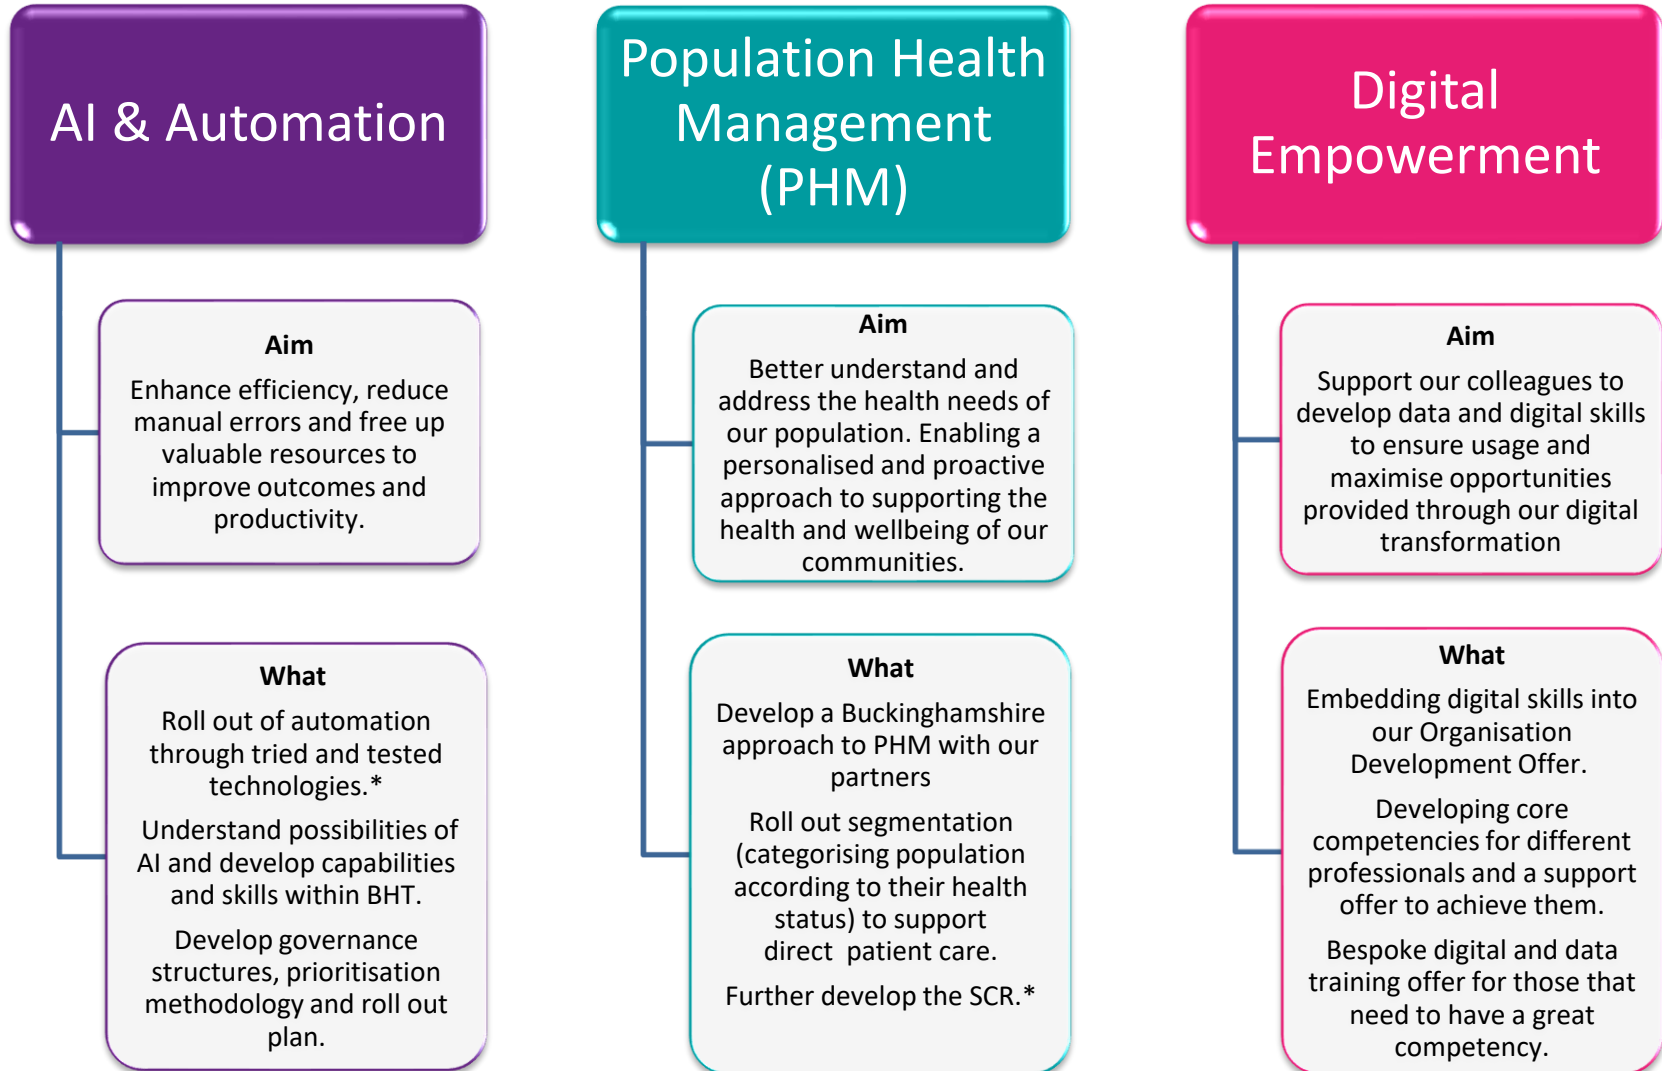 AI & Automation
Aim
Enhance efficiency, reduce
manual errors and free up
valuable resources to
improve outcomes and
productivity.
What
Roll out of automation
through tried and tested
technologies.*
Understand possibilities of
AI and develop capabilities
and skills within BHT.
Develop governance
structures, prioritisation
methodology and roll out
plan.
Population Health
Management
(PHM)
Aim
Better understand and
address the health needs of
our population. Enabling a
personalised and proactive
approach to supporting the
health and wellbeing of our
communities.
What
Develop a Buckinghamshire
approach to PHM with our
partners
Roll out segmentation
(categorising population
according to their health
status) to support
direct  patient care.
Further develop the SCR.*
Digital
Empowerment
Aim
Support our colleagues to
develop data and digital skills
to ensure usage and
maximise opportunities
provided through our digital
transformation
What
Embedding digital skills into
our Organisation
Development Offer.
Developing core
competencies for different
professionals and a support
offer to achieve them.
Bespoke digital and data
training offer for those that
need to have a great
competency.